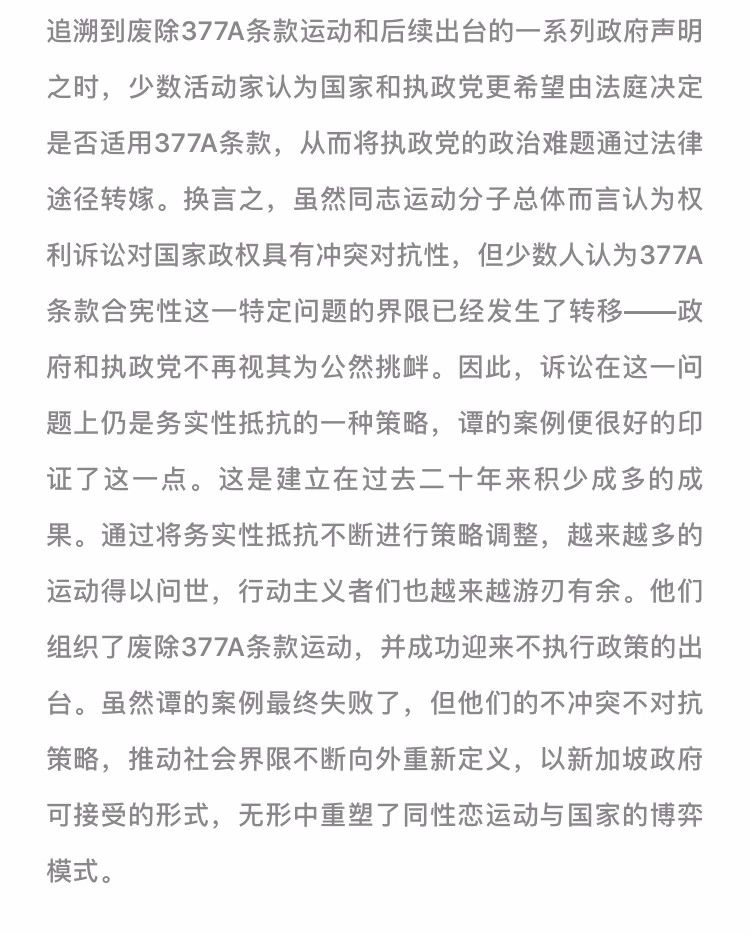 追溯到废除377A条款运动和后续出台的一系列政府声明
之时，少数活动家认为国家和执政党更希望由法庭决定
是否适用377A条款，从而将执政党的政治难题通过法律
途径转嫁。换言之，虽然同志运动分子总体而言认为权
利诉讼对国家政权具有冲突对抗性，但少数人认为377A
条款合宪性这一特定问题的界限已经发生了转移——政
府和执政党不再视其为公然挑衅。因此，诉讼在这一问
题上仍是务实性抵抗的一种策略，谭的案例便很好的印
证了这一点。这是建立在过去二十年来积少成多的成
果。通过将务实性抵抗不断进行策略调整，越来越多的
运动得以问世，行动主义者们也越来越游刃有余。他们
组织了废除377A条款运动，并成功迎来不执行政策的出
台。虽然谭的案例最终失败了，但他们的不冲突不对抗
策略，推动社会界限不断向外重新定义，以新加坡政府
可接受的形式，无形中重塑了同性恋运动与国家的博弈
模式。